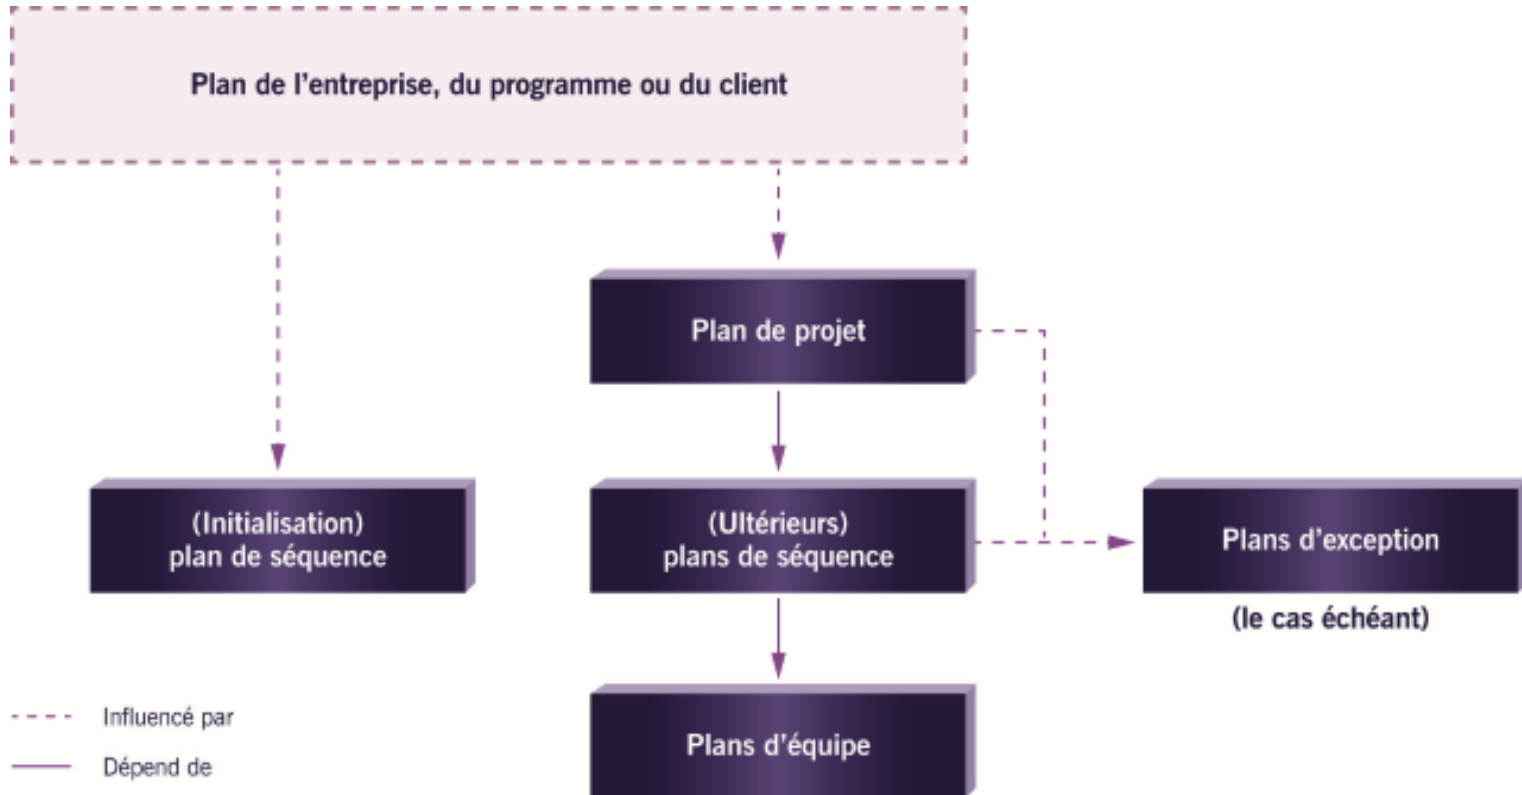 Plan de l’entreprise, du programme ou du client
Plan de projet
(Initialisation)
plan de séquence
(Ultérieurs)
plans de séquence
Plans d’exception
(le cas échéant)
Plans d’équipe
Influencé par
Dépend de